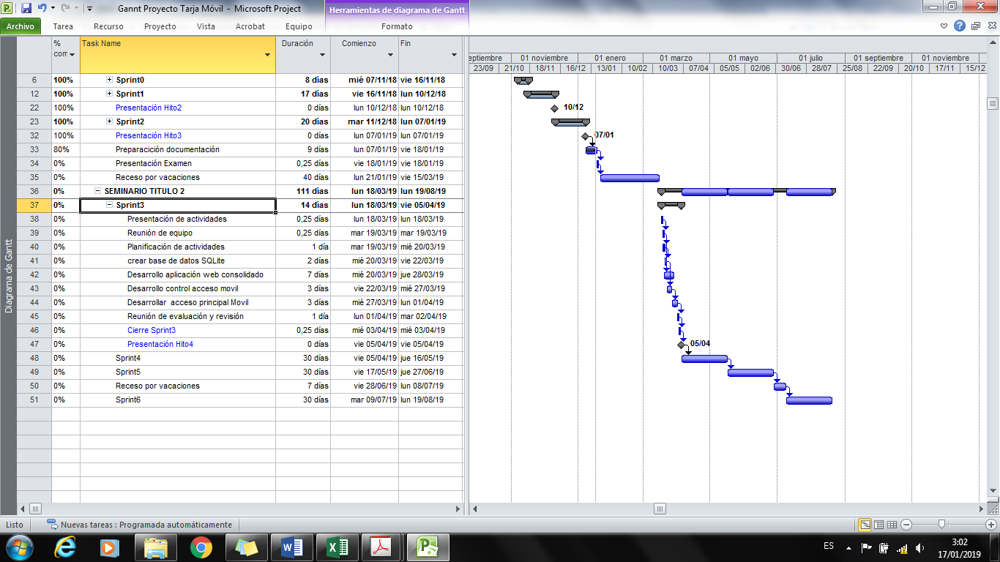 Gannt Proyecto Tarja Móvil - Microsoft Project
Herramientas de diagrama de Gantt
Archivo Tarea Recurso Proyecto Vista Acrobat Equipo Formato
% com Task Name Duración Comienzo Fin
eptiembre 01 noviembre 01 enero 01 marzo 01 mayo 01 julio 01 septiembre 01 noviembre
23/09 21/10 18/11 16/12 13/01 10/02 10/03 07/04 05/05 02/06 30/06 28/07 25/08 22/09 20/10 17/11 15/12
6 100% Sprint0 8 días mié 07/11/18 vie 16/11/18
12 100% Sprint1 17 días vie 16/11/18 lun 10/12/18
22 100% Presentación Hito2 0 días lun 10/12/18 lun 10/12/18 10/12
23 100% Sprint2 20 días mar 11/12/18 lun 07/01/19
32 100% Presentación Hito3 0 días lun 07/01/19 lun 07/01/19 07/01
33 80% Preparacición documentación 9 días lun 07/01/19 vie 18/01/19
34 0% Presentación Examen 0,25 días vie 18/01/19 vie 18/01/19
35 0% Receso por vacaciones 40 días lun 21/01/19 vie 15/03/19
36 0% SEMINARIO TITULO 2 111 días lun 18/03/19 lun 19/08/19
37 0% Sprint3 14 días lun 18/03/19 vie 05/04/19
38 0% Presentación de actividades 0,25 días lun 18/03/19 lun 18/03/19
39 0% Reunión de equipo 0,25 días mar 19/03/19 mar 19/03/19
40 0% Planificación de actividades 1 día mar 19/03/19 mié 20/03/19
41 0% crear base de datos SQLite 2 días mié 20/03/19 vie 22/03/19
42 0% Desarrollo aplicación web consolidado 7 días mié 20/03/19 jue 28/03/19
43 0% Desarrollo control acceso movil 3 días vie 22/03/19 mié 27/03/19
44 0% Desarrollar acceso principal Movil 3 días mié 27/03/19 lun 01/04/19
45 0% Reunión de evaluación y revisión 1 día lun 01/04/19 mar 02/04/19
46 0% Cierre Sprint3 0,25 días mié 03/04/19 mié 03/04/19
47 0% Presentación Hito4 0 días vie 05/04/19 vie 05/04/19 05/04
48 0% Sprint4 30 días vie 05/04/19 jue 16/05/19
49 0% Sprint5 30 días vie 17/05/19 jue 27/06/19
50 0% Receso por vacaciones 7 días vie 28/06/19 lun 08/07/19
51 0% Sprint6 30 días mar 09/07/19 lun 19/08/19
Diagrama de Gantt
Listo Nuevas tareas : Programada automáticamente
ES 3:02
17/01/2019